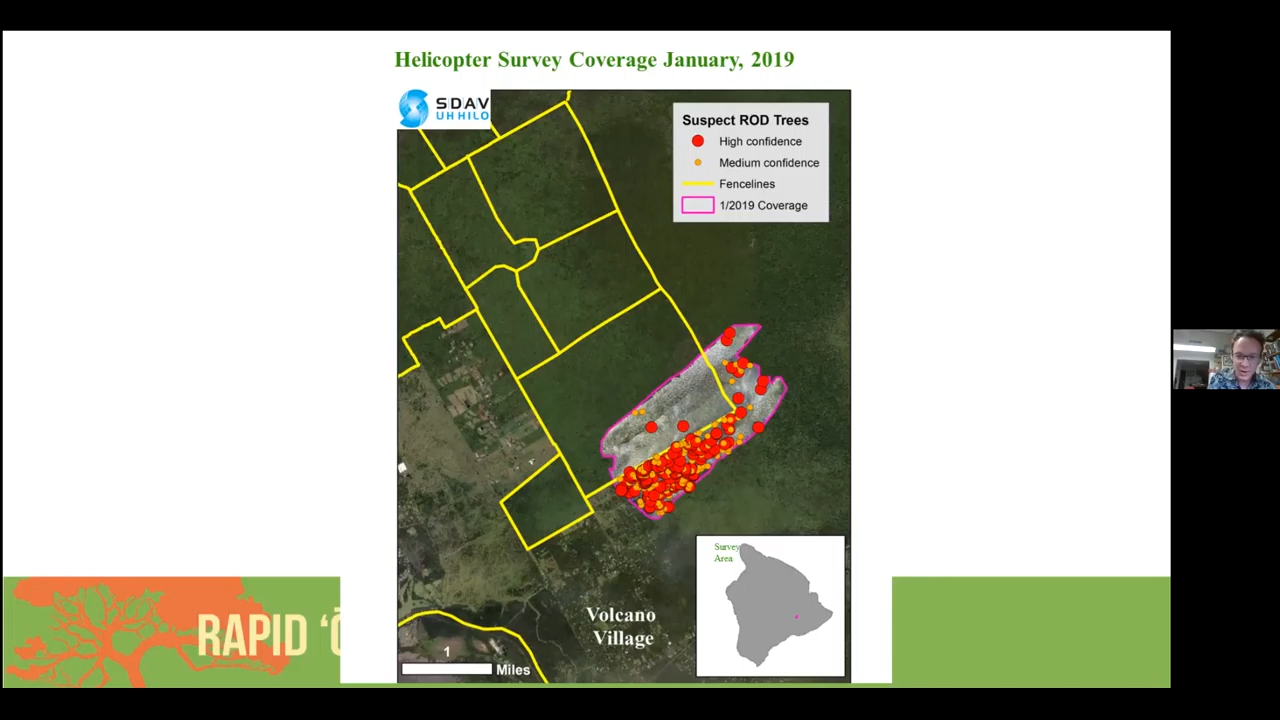 Helicopter Survey Coverage January, 2019
SDAV
UH HILO
Suspect ROD Trees
High confidence
Medium confidence
Fencelines
1/2019 Coverage
Survey
Area
Volcano
Village
1
Miles
RAPID ‘Ō